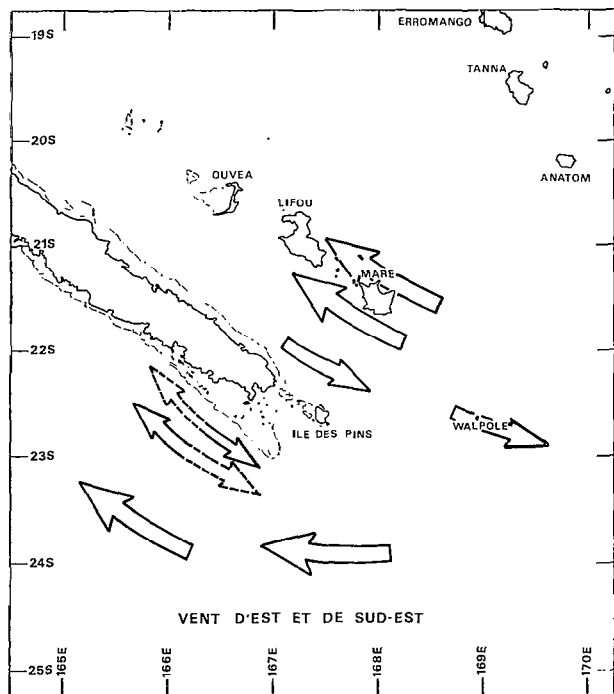 19S
ERROMANGO
TANNA
20S
ANATOM
OUVEA
LIFOU
21S
MARE
22S
WALPOLE
ILE DES PINS
23S
24S
VENT D'EST ET DE SUD-EST
25S
165E
166E
167E
168E
169E
170E